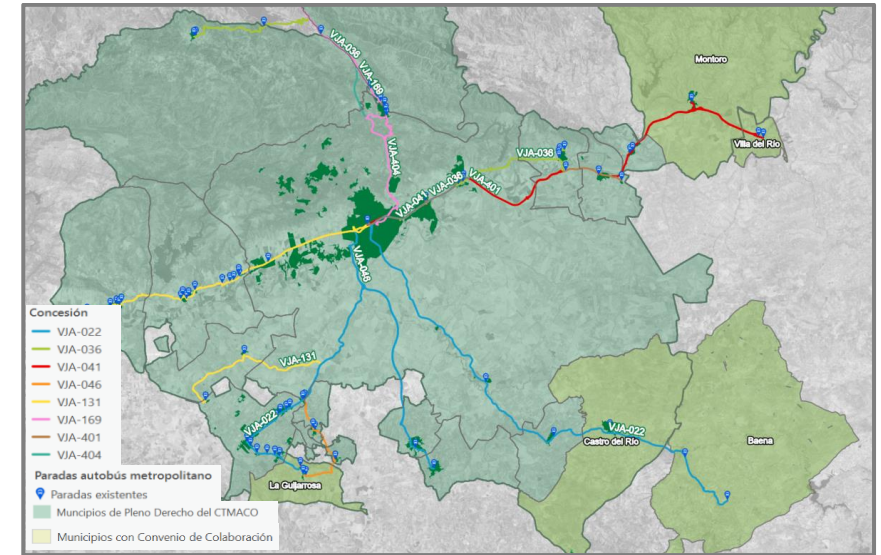 Montoro
VJA-036
VJA-169
Villa del Río
VJA-404
VJA-036
VJA-401
VJA-036
VJA-041
VJA-046
VJA-131
VJA-022
VJA-022
Castro del Río
Baena
La Guijarrosa
Concesión
VJA-022
VJA-036
VJA-041
VJA-046
VJA-131
VJA-169
VJA-401
VJA-404
Paradas autobús metropolitano
Paradas existentes
Muncipios de Pleno Derecho del CTMACO
Municipios con Convenio de Colaboración